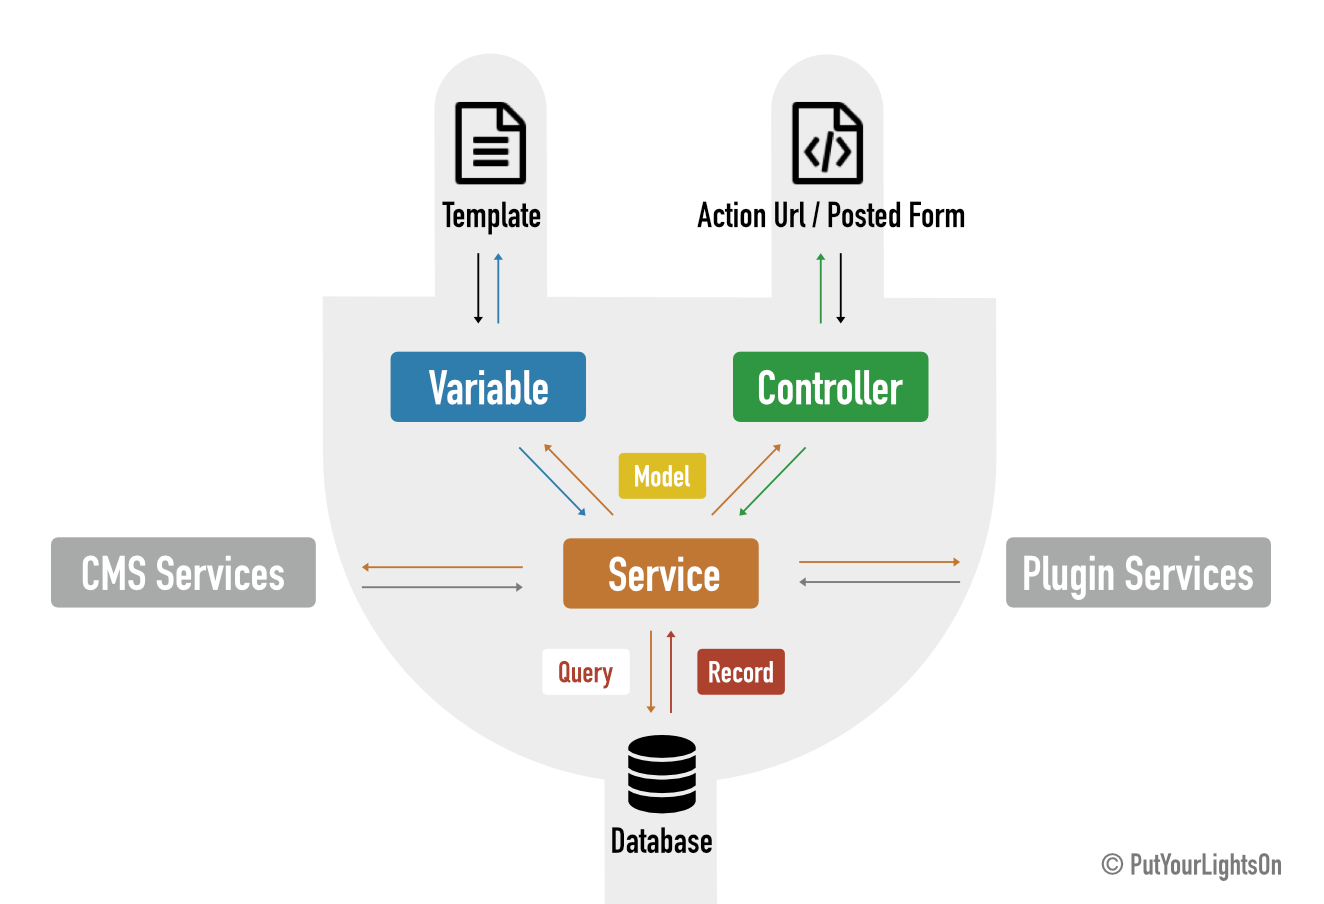 Template
Action Url / Posted Form
Variable
Controller
Model
CMS Services
Service
Plugin Services
Query
Record
Database
© PutYourLightsOn